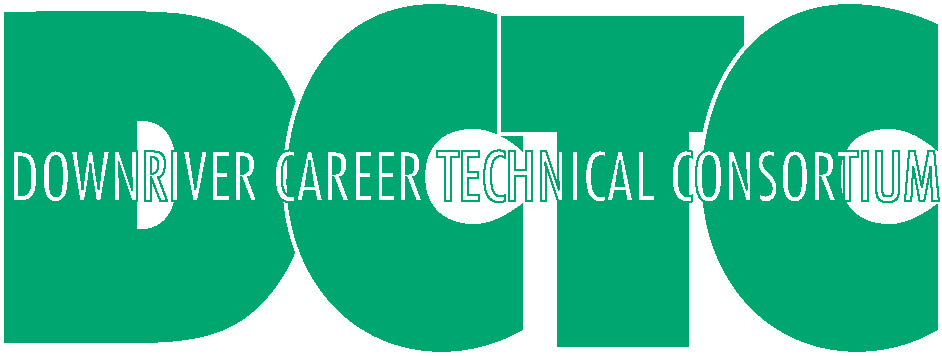 DCTC
DOWNRIVER CAREER TECHNICAL CONSORTIUM